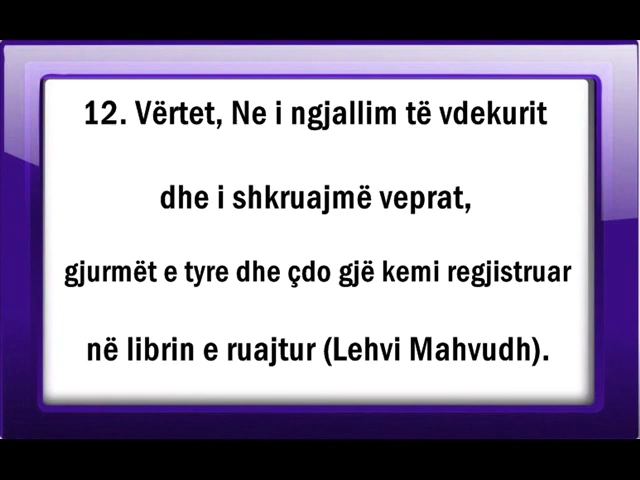 12. Vërtet, Ne i ngjallim të vdekurit
dhe i shkruajmë veprat,
gjurmët e tyre dhe çdo gjë kemi regjistruar
në librin e ruajtur (Lehvi Mahvudh).